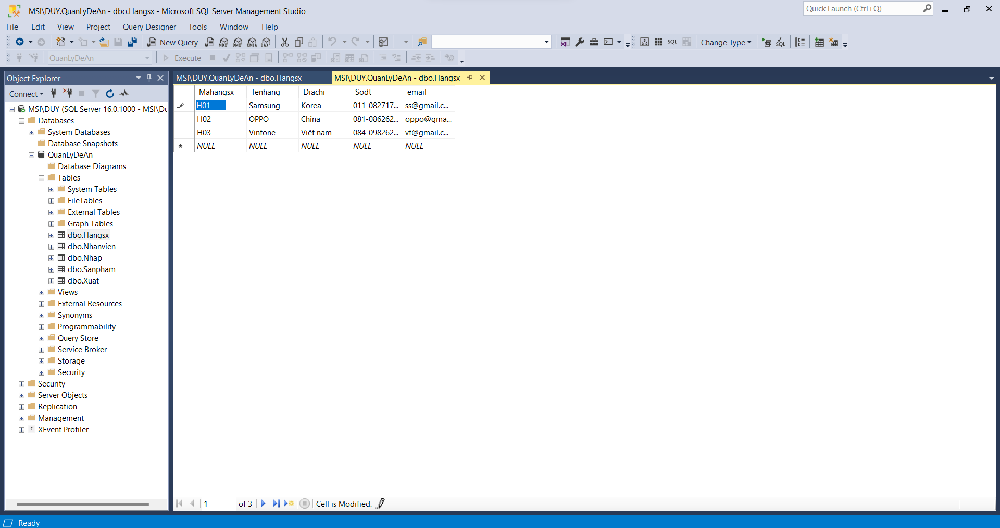 MSI\DUY.QuanLyDeAn - dbo.Hangsx - Microsoft SQL Server Management Studio
Quick Launch (Ctrl+Q)
File Edit View Project Query Designer Tools Window Help
New Query MDX DMX XMLA DAX SQL Change Type SQL
QuanLyDeAn Execute
Object Explorer
MSI\DUY.QuanLyDeAn - dbo.Hangsx
MSI\DUY.QuanLyDeAn - dbo.Hangsx
Connect
MSI\DUY (SQL Server 16.0.1000 - MSI\Du
Databases
System Databases
Database Snapshots
QuanLyDeAn
Database Diagrams
Tables
System Tables
FileTables
External Tables
Graph Tables
dbo.Hangsx
dbo.Nhanvien
dbo.Nhap
dbo.Sanpham
dbo.Xuat
Views
External Resources
Synonyms
Programmability
Query Store
Service Broker
Storage
Security
Security
Server Objects
Replication
Management
XEvent Profiler
Mahangsx Tenhang Diachi Sodt email
H01 Samsung Korea 011-082717... ss@gmail.c...
H02 OPPO China 081-086262... oppo@gma...
H03 Vinfone Việt nam 084-098262... vf@gmail.c...
NULL NULL NULL NULL NULL
1 of 3 Cell is Modified.
Ready